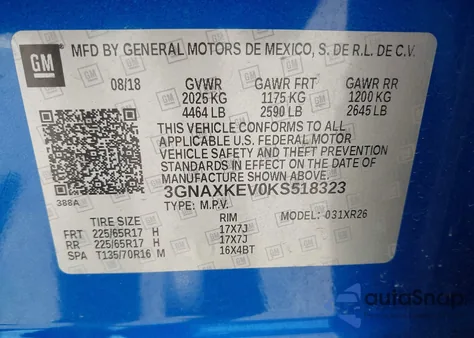 GM
MFD BY GENERAL MOTORS DE MEXICO, S. DE R.L. DE C.V.
08/18 GVWR GAWR FRT GAWR RR
2025 KG 1175 KG 1200 KG
4464 LB 2590 LB 2645 LB
THIS VEHICLE CONFORMS TO ALL
APPLICABLE U.S. FEDERAL MOTOR
VEHICLE SAFETY AND THEFT PREVENTION
STANDARDS IN EFFECT ON THE DATE OF
MANUFACTURE SHOWN ABOVE.
3GNAXKEV0KS518323
388A TYPE: M.P.V.
TIRE SIZE RIM MODEL: 031XR26
FRT 225/65R17 H 17X7J
RR 225/65R17 H 17X7J
SPA T135/70R16 M 16X4BT
autoSnap